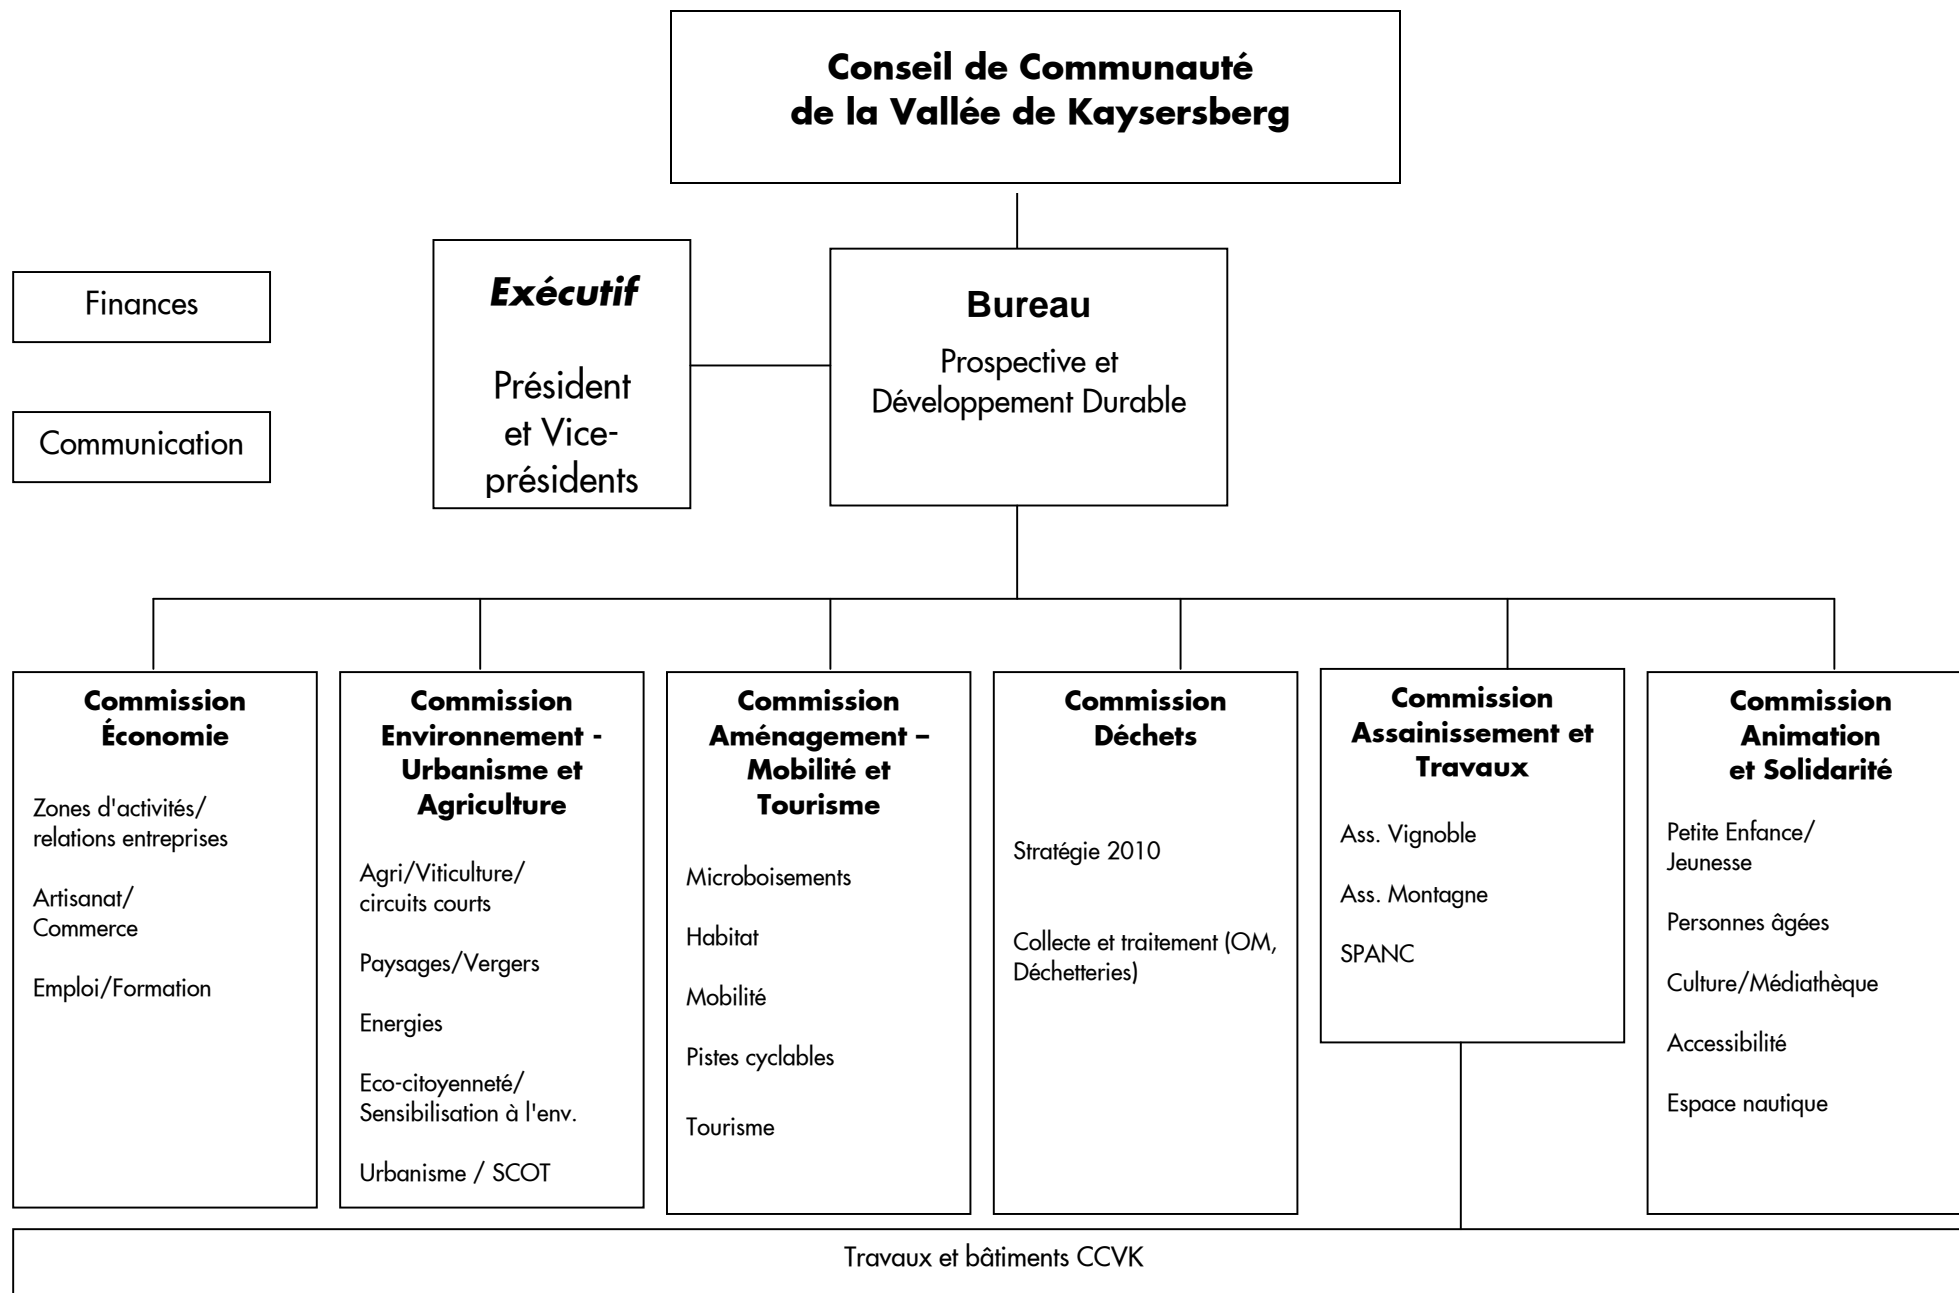 Conseil de Communauté
de la Vallée de Kaysersberg
Finances
Communication
Exécutif
Président
et Vice-
présidents
Bureau
Prospective et
Développement Durable
Commission
Économie
Zones d'activités/
relations entreprises
Artisanat/
Commerce
Emploi/Formation
Commission
Environnement -
Urbanisme et
Agriculture
Agri/Viticulture/
circuits courts
Paysages/Vergers
Energies
Eco-citoyenneté/
Sensibilisation à l'env.
Urbanisme / SCOT
Commission
Aménagement –
Mobilité et
Tourisme
Microboisements
Habitat
Mobilité
Pistes cyclables
Tourisme
Commission
Déchets
Stratégie 2010
Collecte et traitement (OM,
Déchetteries)
Commission
Assainissement et
Travaux
Ass. Vignoble
Ass. Montagne
SPANC
Commission
Animation
et Solidarité
Petite Enfance/
Jeunesse
Personnes âgées
Culture/Médiathèque
Accessibilité
Espace nautique
Travaux et bâtiments CCVK